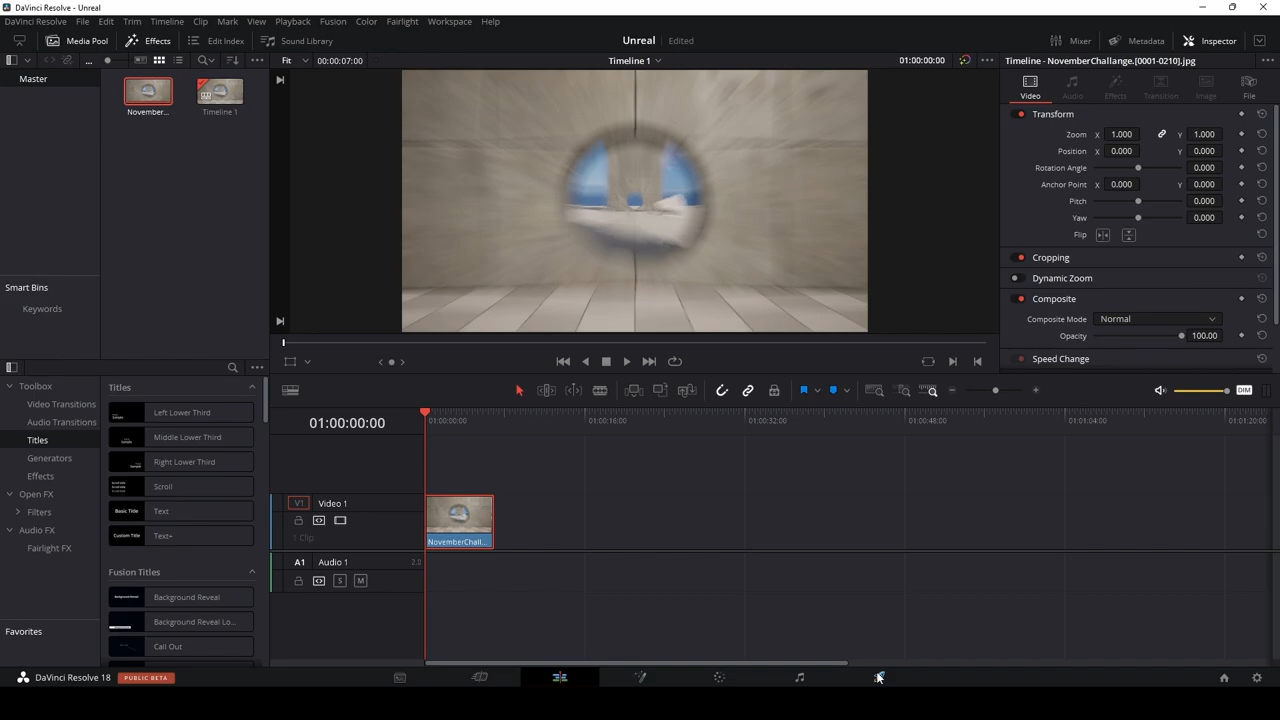 DaVinci Resolve - Unreal
DaVinci Resolve File Edit Trim Timeline Clip Mark View Playback Fusion Color Fairlight Workspace Help
Media Pool Effects Edit Index Sound Library Unreal Edited Mixer Metadata Inspector
... Fit 00:00:07:00 Timeline 1 01:00:00:00 Timeline - NovemberChallange.[0001-0210].jpg
Master
November... Timeline 1
Video Audio Effects Transition Image File
Transform
Zoom X 1.000 Y 1.000
Position X 0.000 Y 0.000
Rotation Angle 0.000
Anchor Point X 0.000 Y 0.000
Pitch 0.000
Yaw 0.000
Flip
Cropping
Dynamic Zoom
Composite
Composite Mode Normal
Opacity 100.00
Speed Change
Smart Bins
Keywords
Toolbox
Video Transitions
Audio Transitions
Titles
Generators
Effects
Open FX
Filters
Audio FX
Fairlight FX
Favorites
Titles
Left Lower Third
Middle Lower Third
Right Lower Third
Scroll
Basic Title Text
Custom Title Text+
Fusion Titles
Background Reveal
Background Reveal Lo...
Call Out
DIM
01:00:00:00 01:00:00:00 01:00:16:00 01:00:32:00 01:00:48:00 01:01:04:00 01:01:20:00
V1 Video 1
1 Clip
NovemberChall...
A1 Audio 1 2.0
S M
DaVinci Resolve 18 PUBLIC BETA